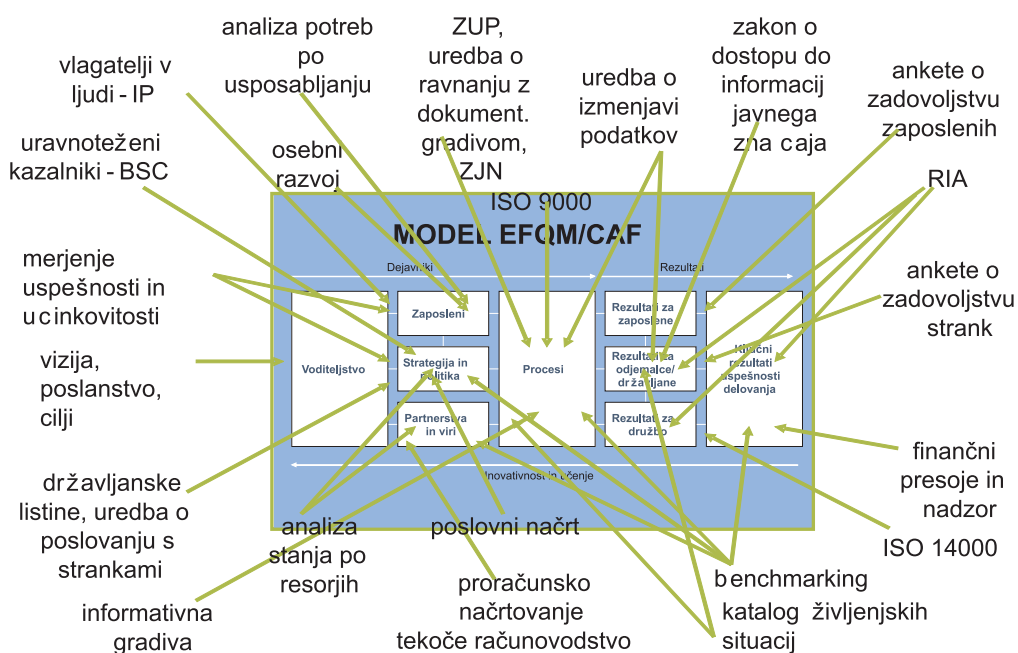 analiza potreb
po
usposabljanju
ZUP,
uredba o
ravnanju z
dokument.
gradivom,
ZJN
zakon o
dostopu do
informacij
javnega
zna caja
vlagatelji v
ljudi - IP
uredba o
izmenjavi
podatkov
ankete o
zadovoljstvu
zaposlenih
uravnoteženi
kazalniki - BSC
osebni
razvoj
RIA
ISO 9000
MODEL EFQM/CAF
Dejavniki
Rezultati
merjenje
uspešnosti in
uc inkovitosti
ankete o
zadovoljstvu
strank
vizija,
poslanstvo,
cilji
Voditeljstvo
Zaposleni
Strategija in
politika
Partnerstva
in viri
Procesi
Rezultati za
zaposlene
Rezultati za
odjemalce/
državljane
Rezultati za
družbo
Ključni
rezultati
uspešnosti
delovanja
Inovativnost in učenje
državljanske
listine, uredba o
poslovanju s
strankami
finančni
presoje in
nadzor
analiza
stanja po
resorjih
poslovni načrt
ISO 14000
informativna
gradiva
proračunsko
načrtovanje
tekoče računovodstvo
benchmarking
katalog življenjskih
situacij